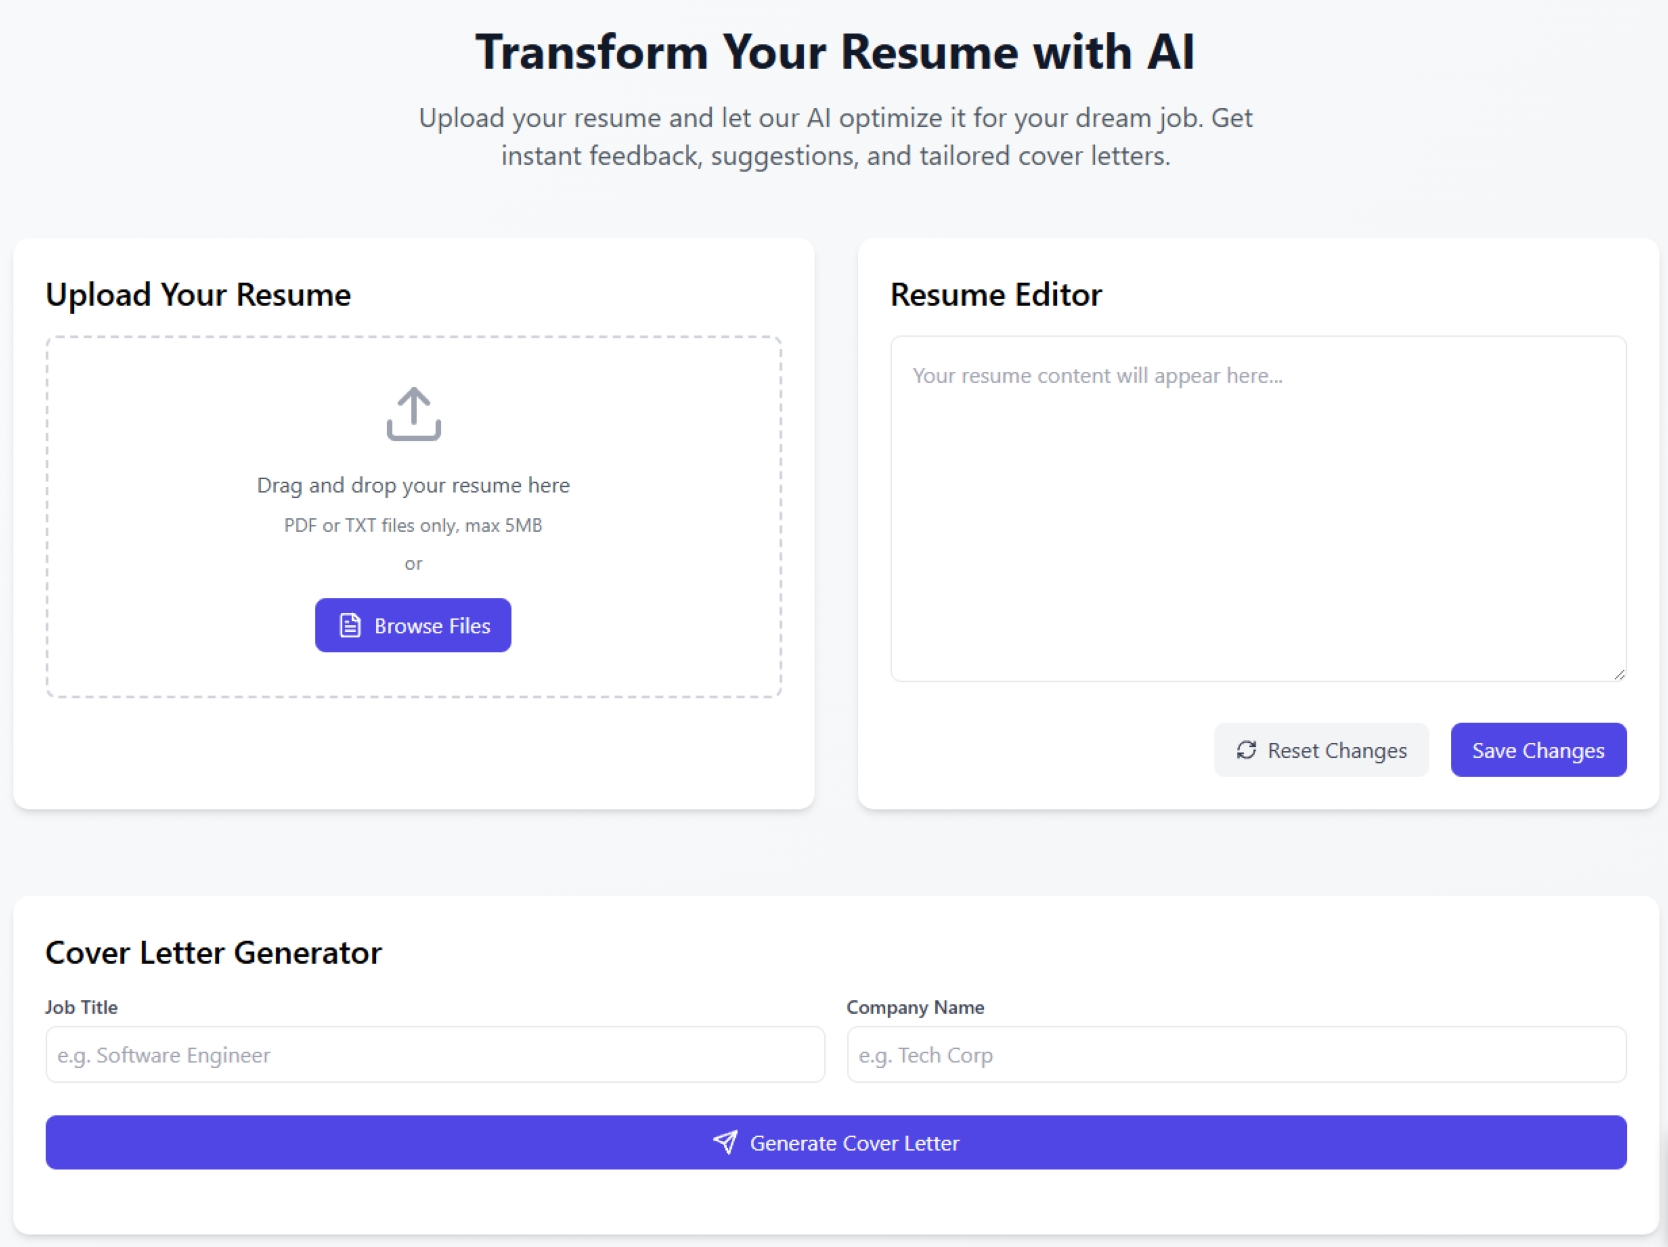 Transform Your Resume with AI
Upload your resume and let our AI optimize it for your dream job. Get
instant feedback, suggestions, and tailored cover letters.
Upload Your Resume
Drag and drop your resume here
PDF or TXT files only, max 5MB
or
Browse Files
Resume Editor
Your resume content will appear here...
Reset Changes
Save Changes
Cover Letter Generator
Job Title
e.g. Software Engineer
Company Name
e.g. Tech Corp
Generate Cover Letter